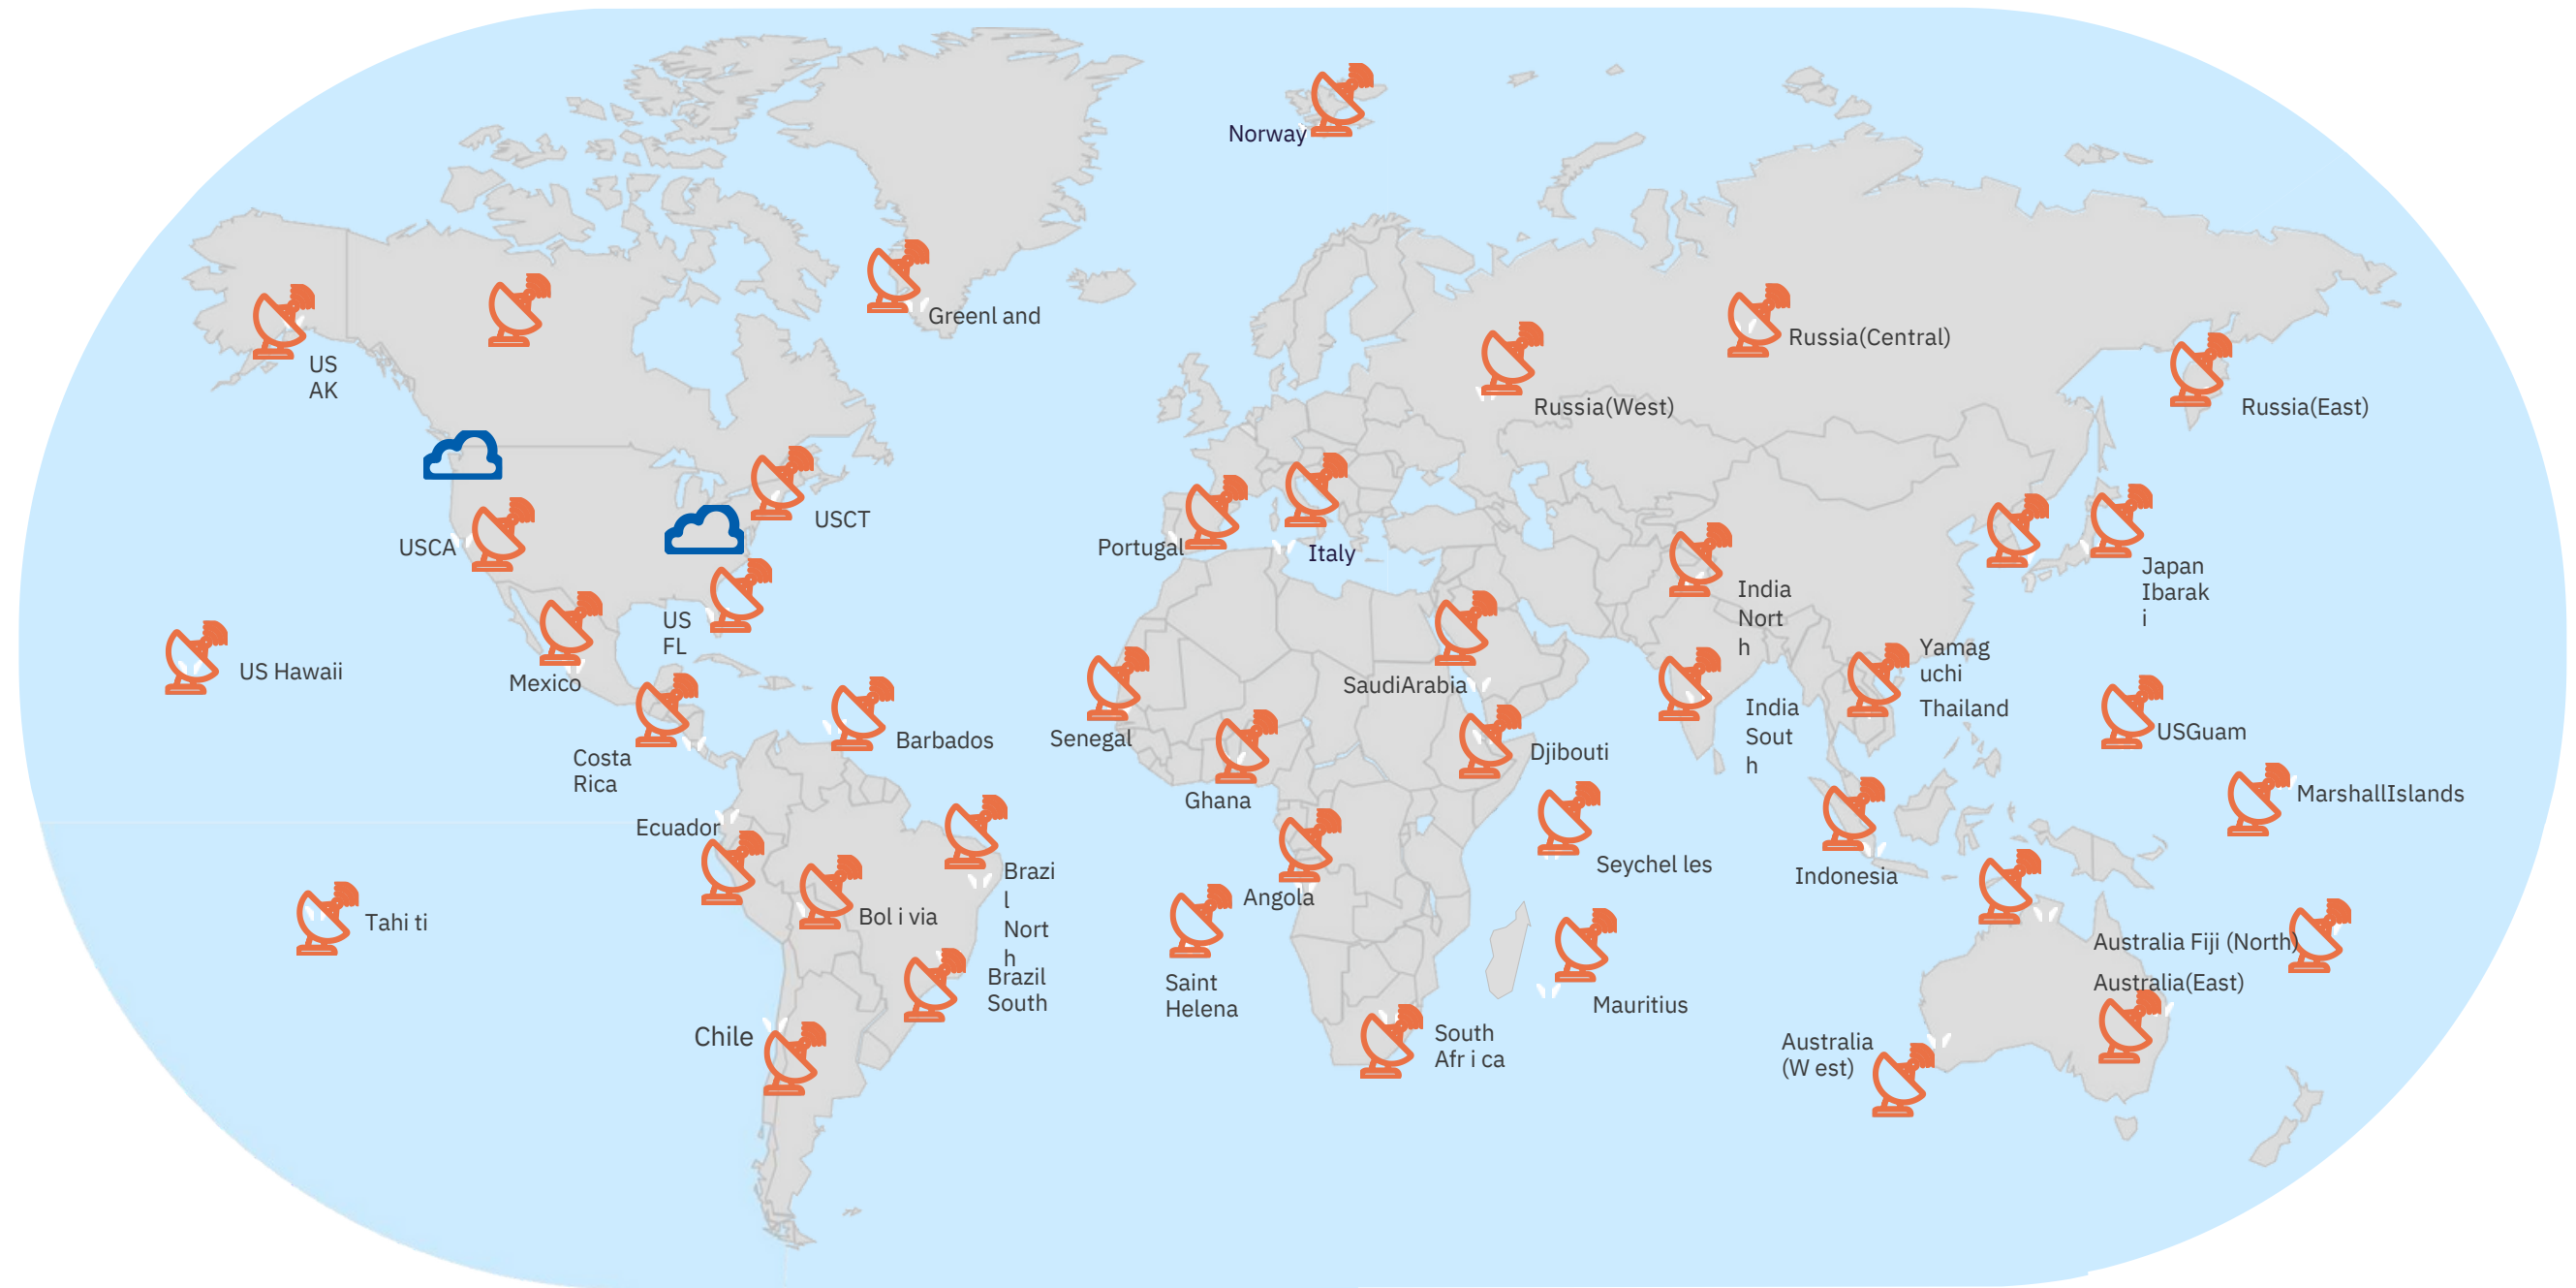 Norway
Greenl and
US
AK
Russia(Central)
Russia(West)
Russia(East)
USCT
USCA
Portugal
Italy
Japan
Ibarak
i
India
Nort
h
US
FL
US Hawaii
Mexico
SaudiArabia
Yamag
uchi
Thailand
India
Sout
h
USGuam
Senegal
Barbados
Djibouti
Costa
Rica
Ghana
MarshallIslands
Ecuador
Seychel les
Indonesia
Brazi
l
Nort
h
Angola
Bol i via
Tahi ti
Australia Fiji (North)
Brazil
South
Saint
Helena
Australia(East)
Mauritius
Chile
South
Afr i ca
Australia
(W est)